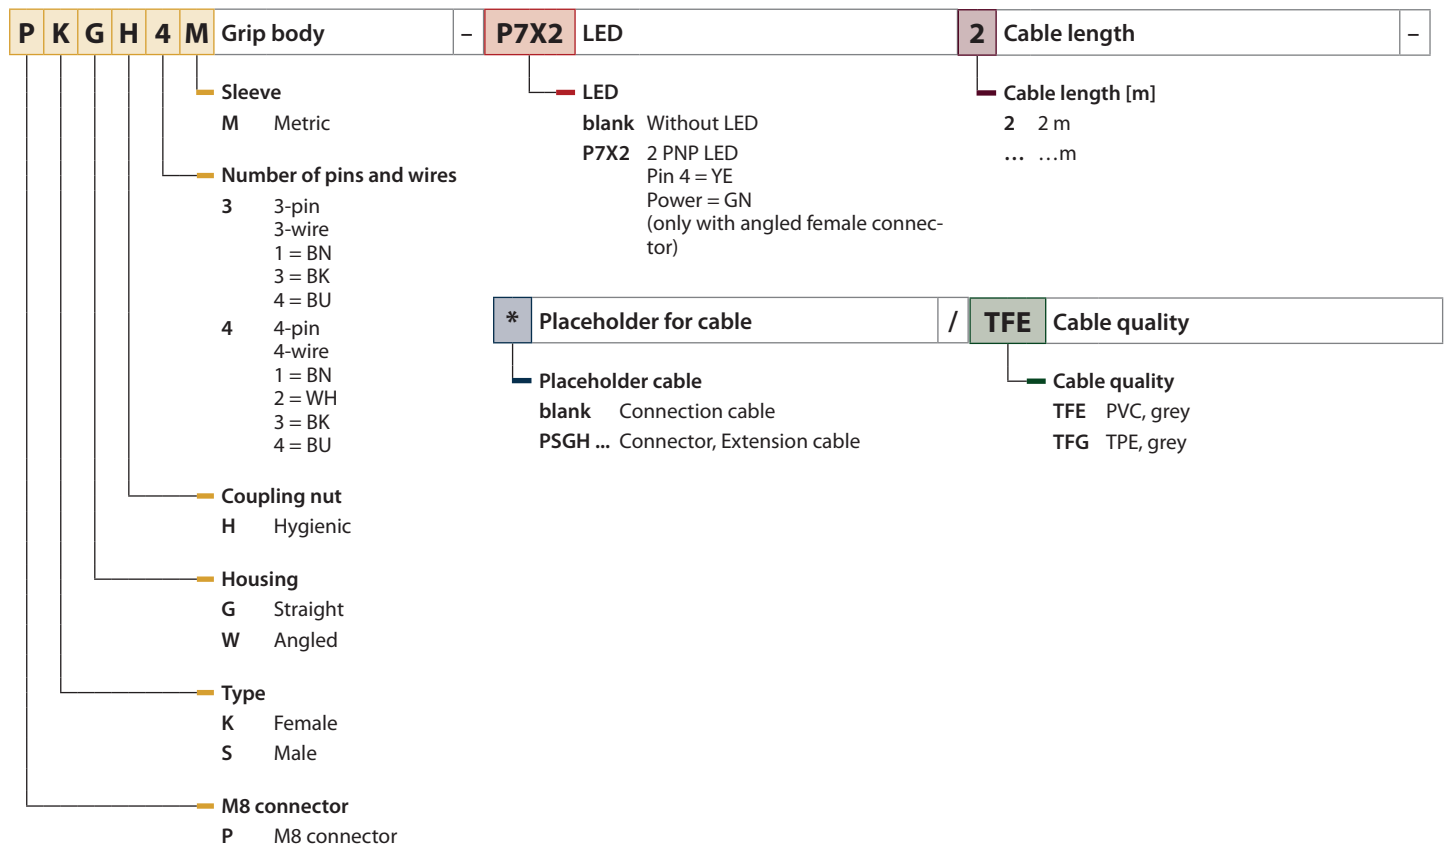 P K G H 4 M Grip body – P7X2 LED 2 Cable length –
Sleeve
M Metric
Number of pins and wires
3 3-pin
3-wire
1 = BN
3 = BK
4 = BU
4 4-pin
4-wire
1 = BN
2 = WH
3 = BK
4 = BU
Coupling nut
H Hygienic
Housing
G Straight
W Angled
Type
K Female
S Male
M8 connector
P M8 connector
LED
blank Without LED
P7X2 2 PNP LED
Pin 4 = YE
Power = GN
(only with angled female connec-
tor)
Cable length [m]
2 2 m
... ...m
* Placeholder for cable / TFE Cable quality
Placeholder cable
blank Connection cable
PSGH ... Connector, Extension cable
Cable quality
TFE PVC, grey
TFG TPE, grey